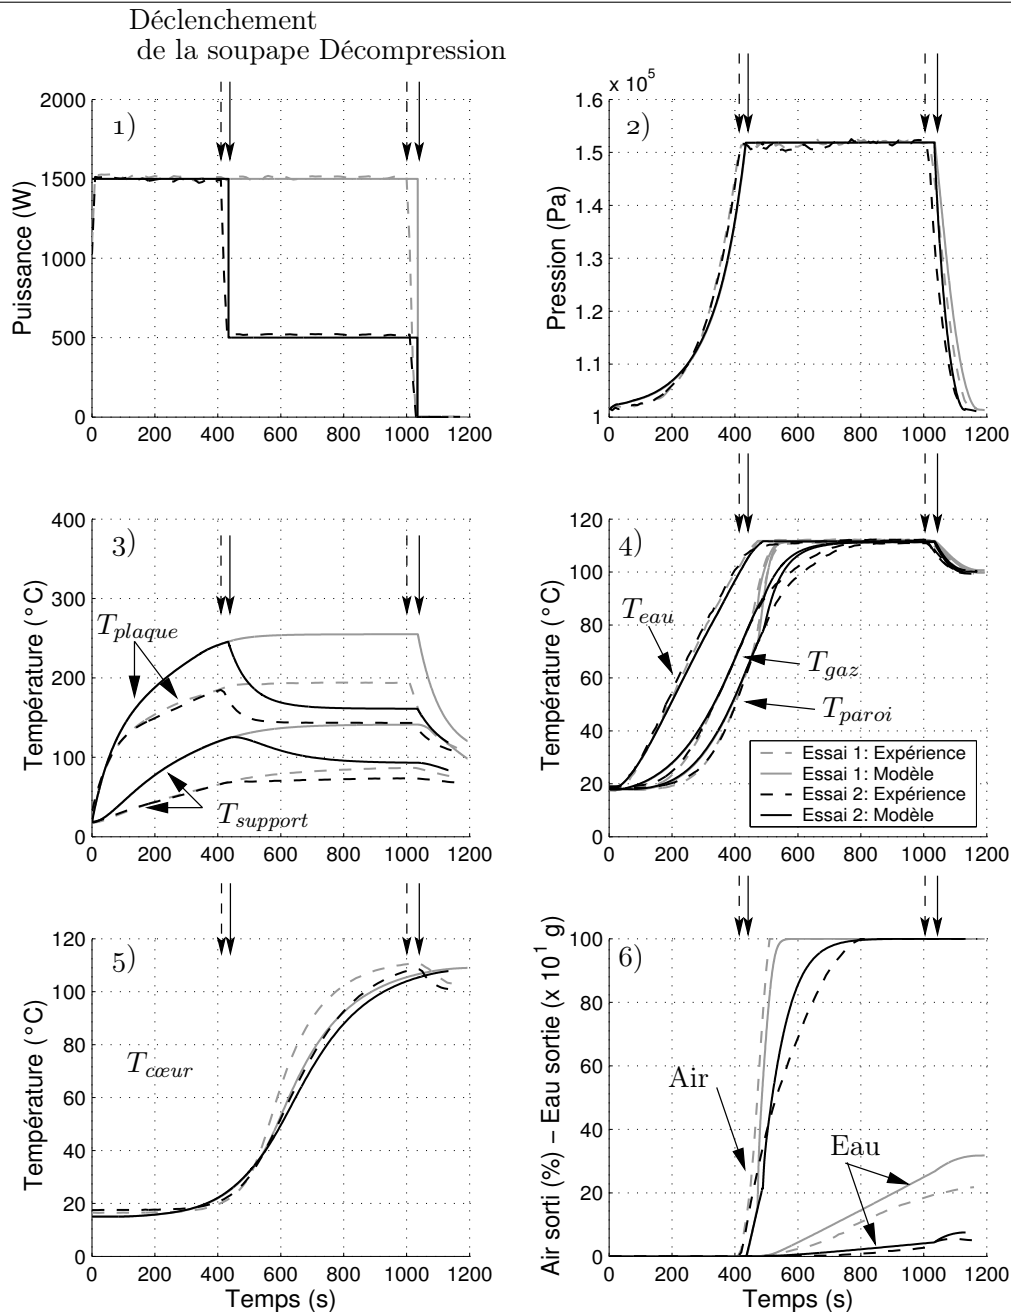 Déclenchement
de la soupape Décompression
1)
Puissance (W)
2000
1500
1000
500
0
0 200 400 600 800 1000 1200
2)
x 10⁵
Pression (Pa)
1.6
1.5
1.4
1.3
1.2
1.1
1
0 200 400 600 800 1000 1200
3)
Température (°C)
400
300
200
100
0
T_plaque
T_support
0 200 400 600 800 1000 1200
4)
Température (°C)
120
100
80
60
40
20
0
T_eau
T_gaz
T_paroi
Essai 1: Expérience
Essai 1: Modèle
Essai 2: Expérience
Essai 2: Modèle
0 200 400 600 800 1000 1200
5)
Température (°C)
120
100
80
60
40
20
0
T_cœur
0 200 400 600 800 1000 1200
Temps (s)
6)
Air sorti (%) – Eau sortie (x 10¹ g)
100
80
60
40
20
0
Air
Eau
0 200 400 600 800 1000 1200
Temps (s)